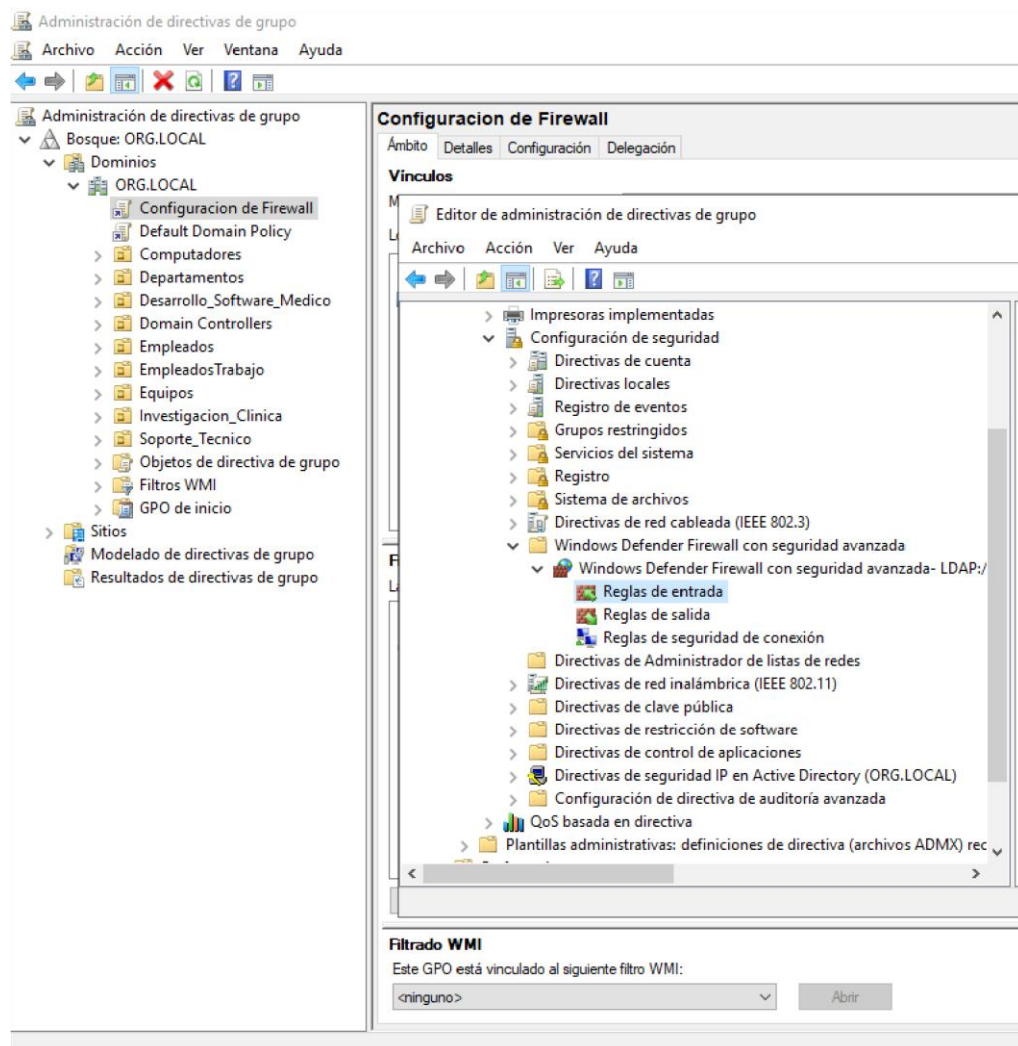 Administración de directivas de grupo
Archivo Acción Ver Ventana Ayuda
Administración de directivas de grupo
Bosque: ORG.LOCAL
Dominios
ORG.LOCAL
Configuracion de Firewall
Default Domain Policy
Computadores
Departamentos
Desarrollo_Software_Medico
Domain Controllers
Empleados
EmpleadosTrabajo
Equipos
Investigacion_Clinica
Soporte_Tecnico
Objetos de directiva de grupo
Filtros WMI
GPO de inicio
Sitios
Modelado de directivas de grupo
Resultados de directivas de grupo
Configuracion de Firewall
Ámbito Detalles Configuración Delegación
Vínculos
Editor de administración de directivas de grupo
Archivo Acción Ver Ayuda
Impresoras implementadas
Configuración de seguridad
Directivas de cuenta
Directivas locales
Registro de eventos
Grupos restringidos
Servicios del sistema
Registro
Sistema de archivos
Directivas de red cableada (IEEE 802.3)
Windows Defender Firewall con seguridad avanzada
Windows Defender Firewall con seguridad avanzada- LDAP:/
Reglas de entrada
Reglas de salida
Reglas de seguridad de conexión
Directivas de Administrador de listas de redes
Directivas de red inalámbrica (IEEE 802.11)
Directivas de clave pública
Directivas de restricción de software
Directivas de control de aplicaciones
Directivas de seguridad IP en Active Directory (ORG.LOCAL)
Configuración de directiva de auditoría avanzada
QoS basada en directiva
Plantillas administrativas: definiciones de directiva (archivos ADMX) rec
Filtrado WMI
Este GPO está vinculado al siguiente filtro WMI:
<ninguno>
Abrir